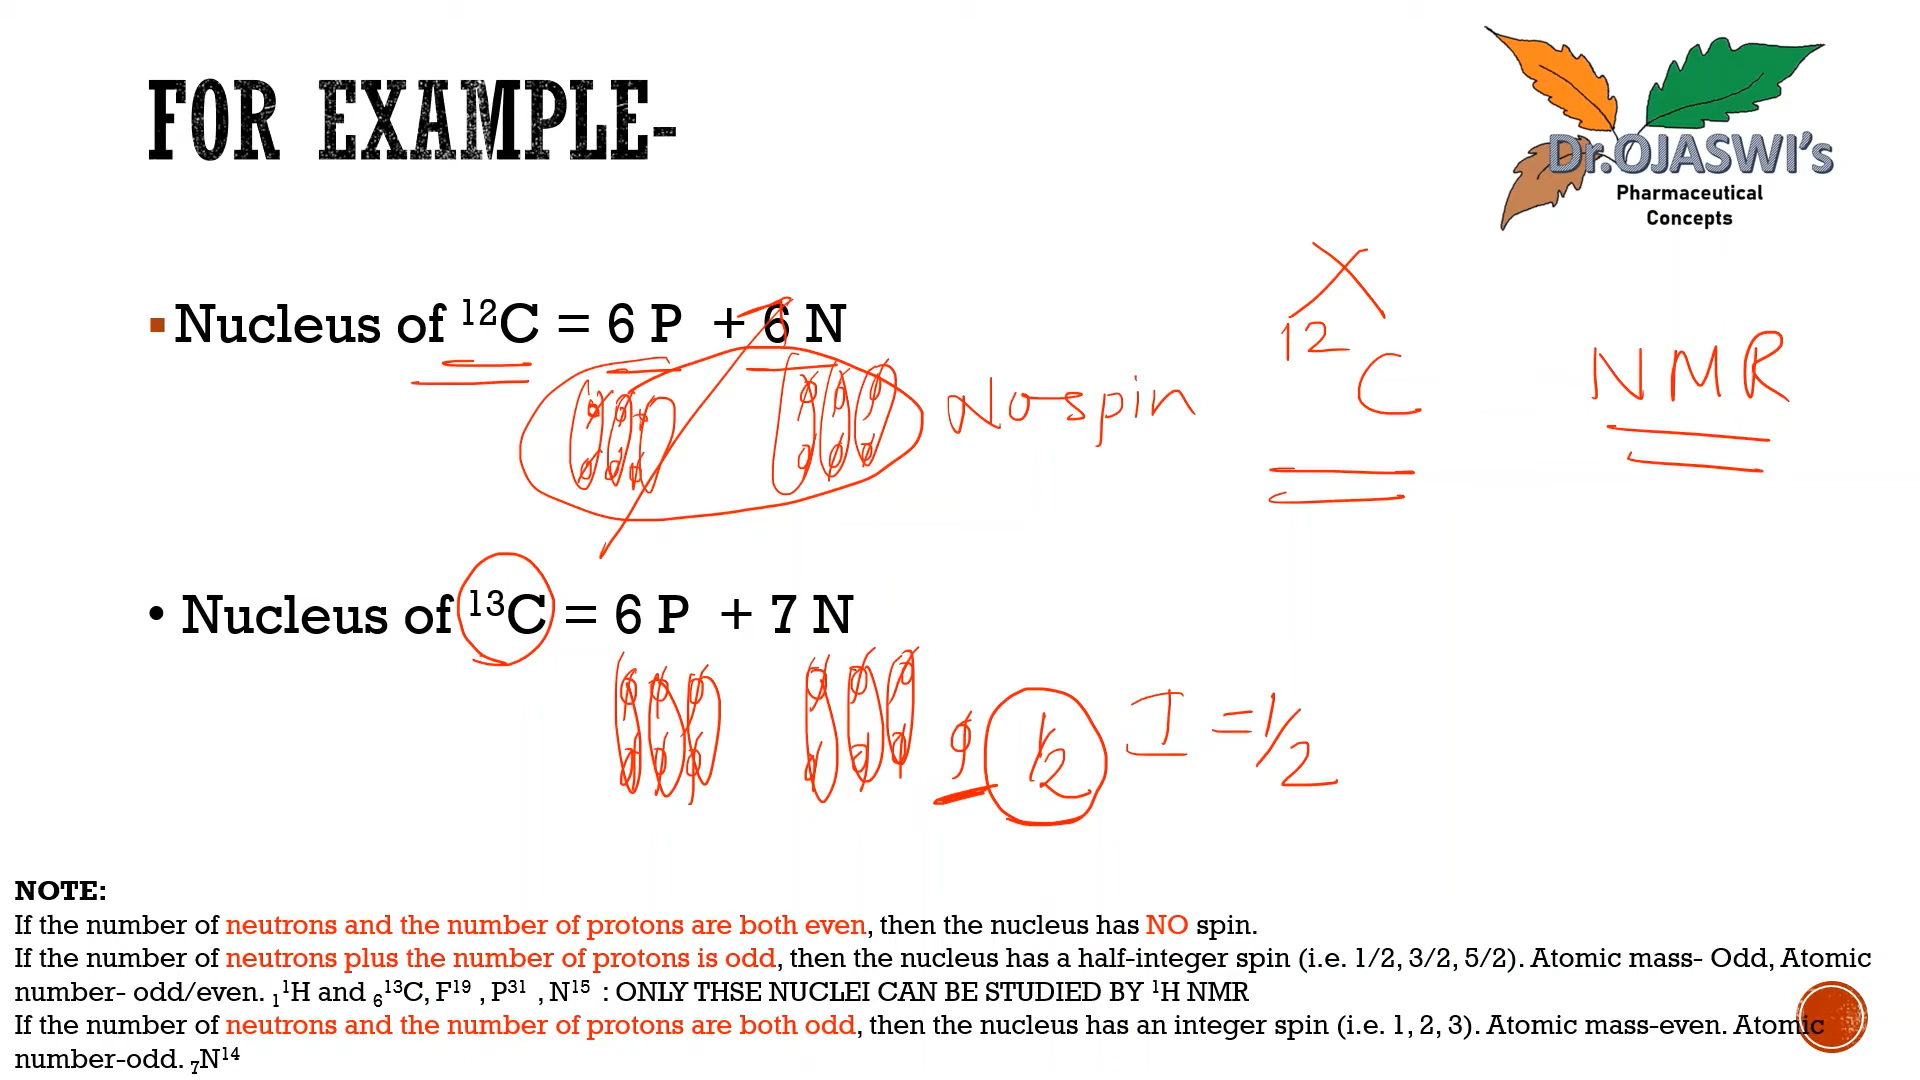 FOR EXAMPLE-
Dr.OJASWI's
Pharmaceutical
Concepts
X
▪ Nucleus of ¹²C = 6 P + 6 N
No spin
¹²C
NMR
• Nucleus of ¹³C = 6 P + 7 N
1/2 I = 1/2
NOTE:
If the number of neutrons and the number of protons are both even, then the nucleus has NO spin.
If the number of neutrons plus the number of protons is odd, then the nucleus has a half-integer spin (i.e. 1/2, 3/2, 5/2). Atomic mass- Odd, Atomic
number- odd/even. ₁¹H and ₆¹³C, F¹⁹ , P³¹ , N¹⁵ : ONLY THSE NUCLEI CAN BE STUDIED BY ¹H NMR
If the number of neutrons and the number of protons are both odd, then the nucleus has an integer spin (i.e. 1, 2, 3). Atomic mass-even. Atomic
number-odd. ₇N¹⁴